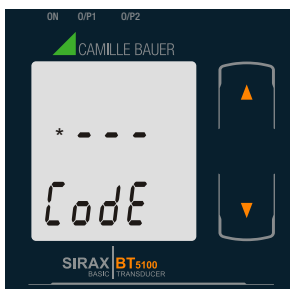 ON O/P1 O/P2
CAMILLE BAUER
* - - -
CodE
SIRAX BT5100
BASIC TRANSDUCER